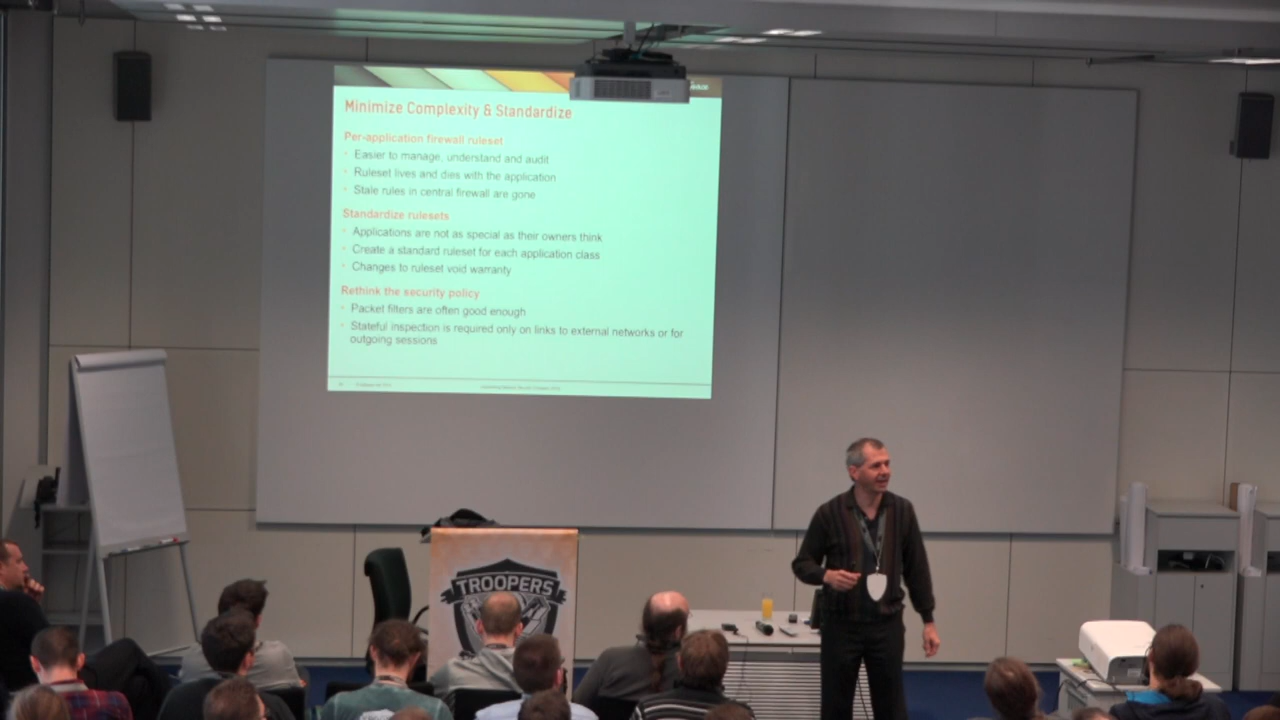 Minimize Complexity & Standardize
Per-application firewall ruleset
Easier to manage, understand and audit
Ruleset lives and dies with the application
Stale rules in central firewall are gone
Standardize rulesets
Applications are not as special as their owners think
Create a standard ruleset for each application class
Changes to ruleset void warranty
Rethink the security policy
Packet filters are often good enough
Stateful inspection is required only on links to external networks or for
outgoing sessions
TROOPERS